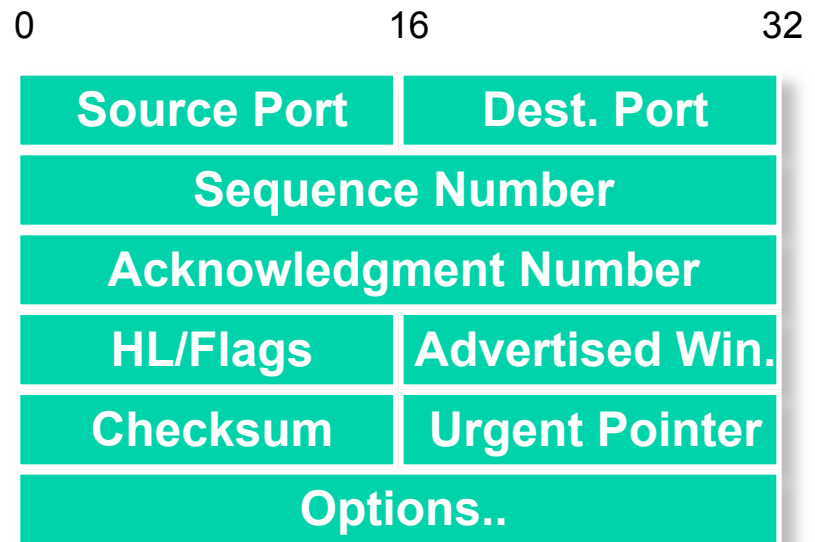 0 16 32
Source Port Dest. Port
Sequence Number
Acknowledgment Number
HL/Flags Advertised Win.
Checksum Urgent Pointer
Options..